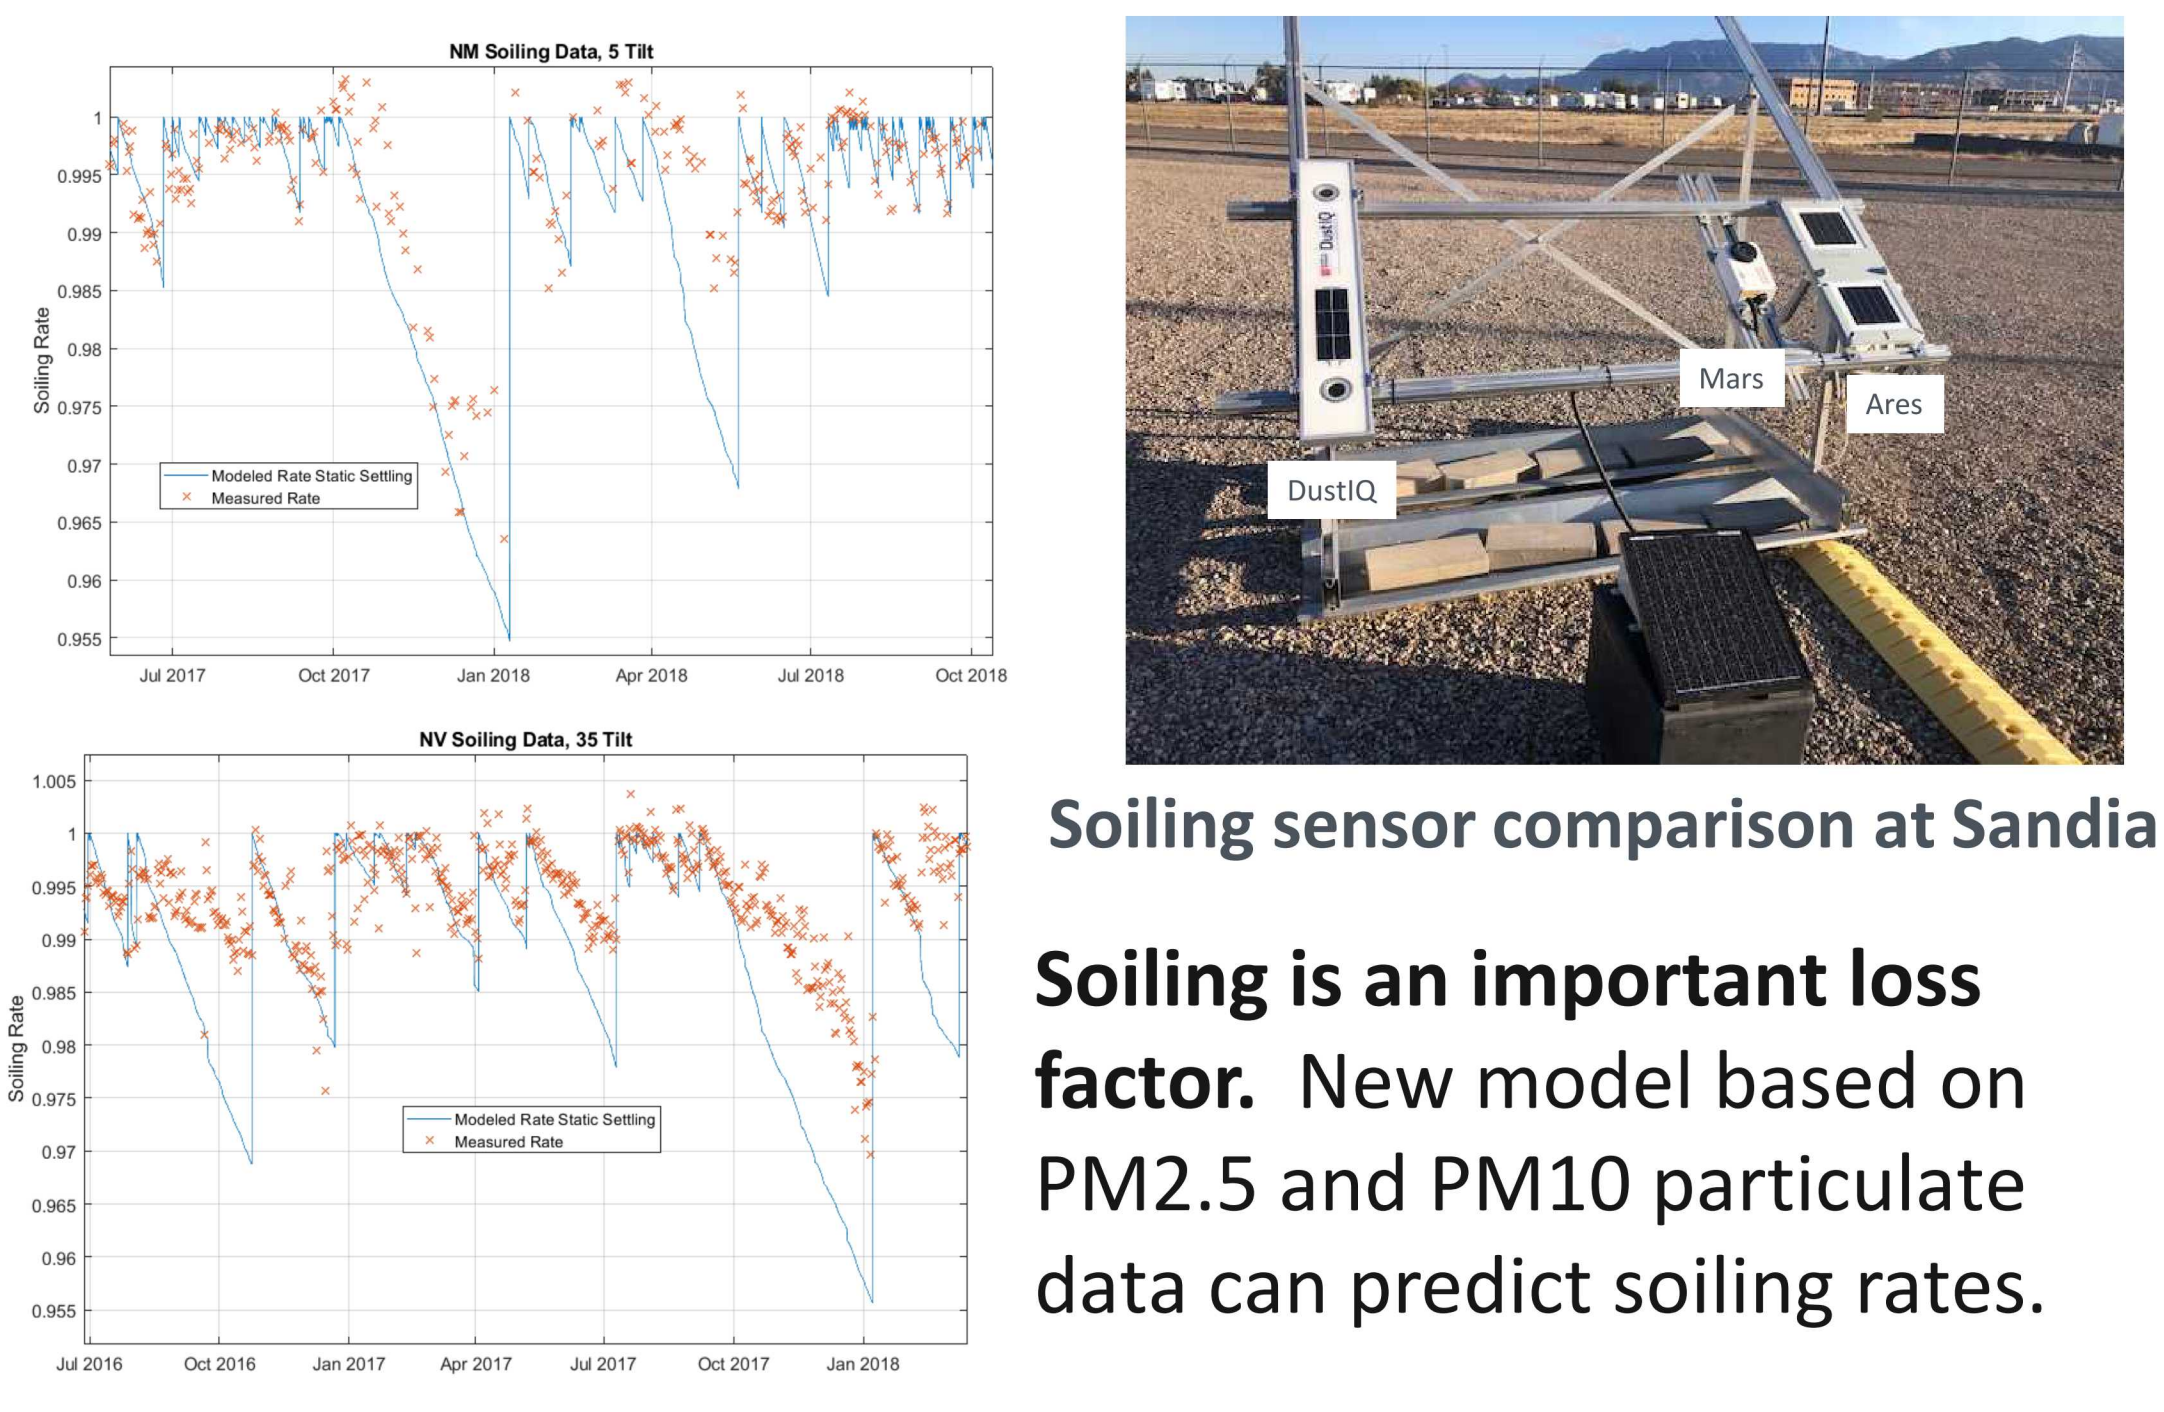 NM Soiling Data, 5 Tilt
1
0.995
0.99
0.985
0.98
0.975
0.97
0.965
0.96
0.955
Soiling Rate
Modeled Rate Static Settling
Measured Rate
Jul 2017
Oct 2017
Jan 2018
Apr 2018
Jul 2018
Oct 2018
NV Soiling Data, 35 Tilt
1.005
1
0.995
0.99
0.985
0.98
0.975
0.97
0.965
0.96
0.955
Soiling Rate
Modeled Rate Static Settling
Measured Rate
Jul 2016
Oct 2016
Jan 2017
Apr 2017
Jul 2017
Oct 2017
Jan 2018
DustIQ
Mars
Ares
DustIQ
Soiling sensor comparison at Sandia
Soiling is an important loss
factor. New model based on
PM2.5 and PM10 particulate
data can predict soiling rates.